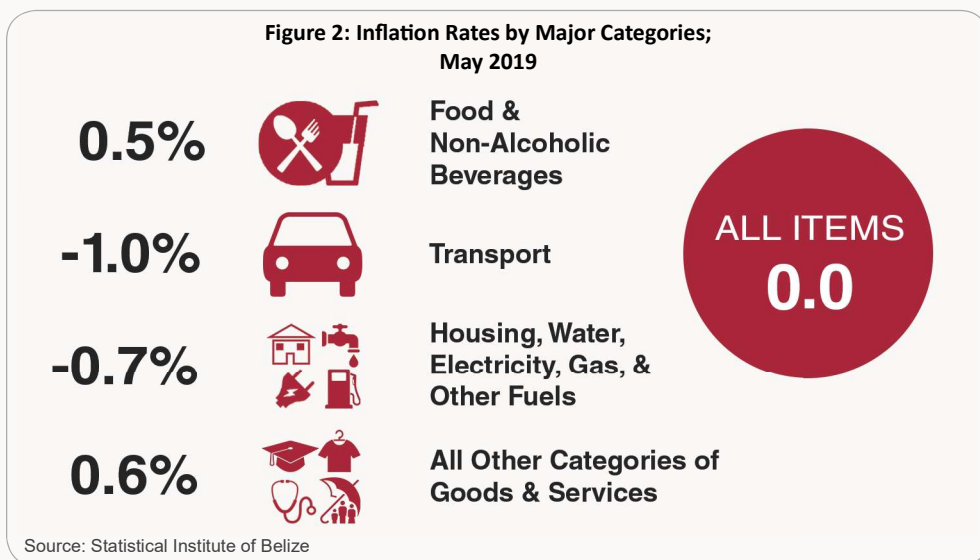 Figure 2: Inflation Rates by Major Categories;
May 2019
0.5%
Food &
Non-Alcoholic
Beverages
-1.0%
Transport
ALL ITEMS
0.0
-0.7%
Housing, Water,
Electricity, Gas, &
Other Fuels
0.6%
All Other Categories of
Goods & Services
Source: Statistical Institute of Belize